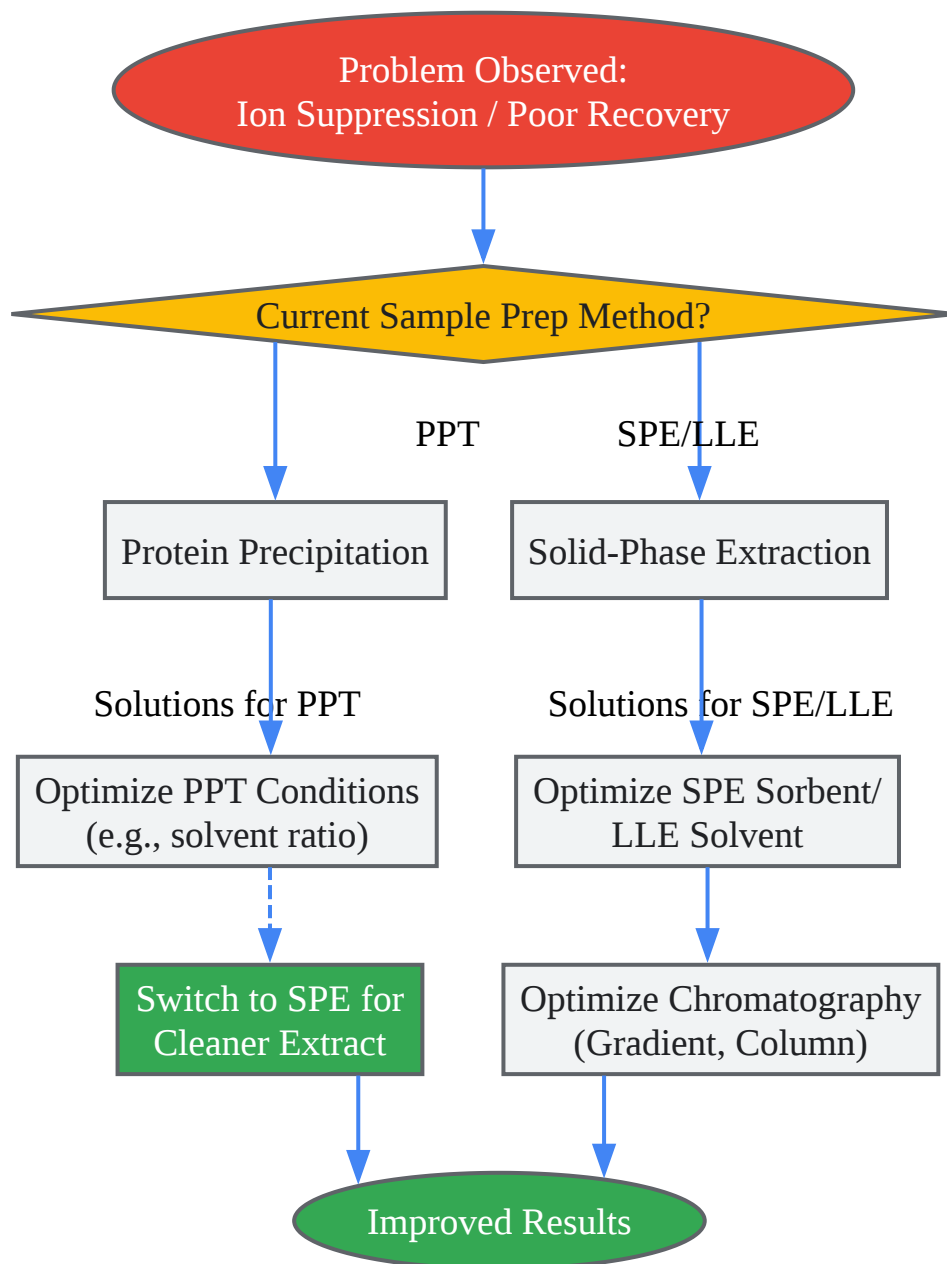 Problem Observed:
Ion Suppression / Poor Recovery
Current Sample Prep Method?
PPT
SPE/LLE
Protein Precipitation
Solid-Phase Extraction
Solutions for PPT
Solutions for SPE/LLE
Optimize PPT Conditions
(e.g., solvent ratio)
Optimize SPE Sorbent/
LLE Solvent
Switch to SPE for
Cleaner Extract
Optimize Chromatography
(Gradient, Column)
Improved Results